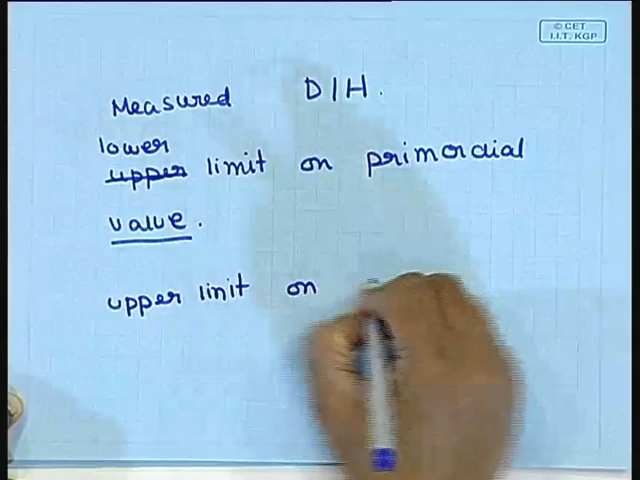 © CET
I.I.T. KGP
Measured D/H.
lower
upper limit on primordial
value.
upper limit on